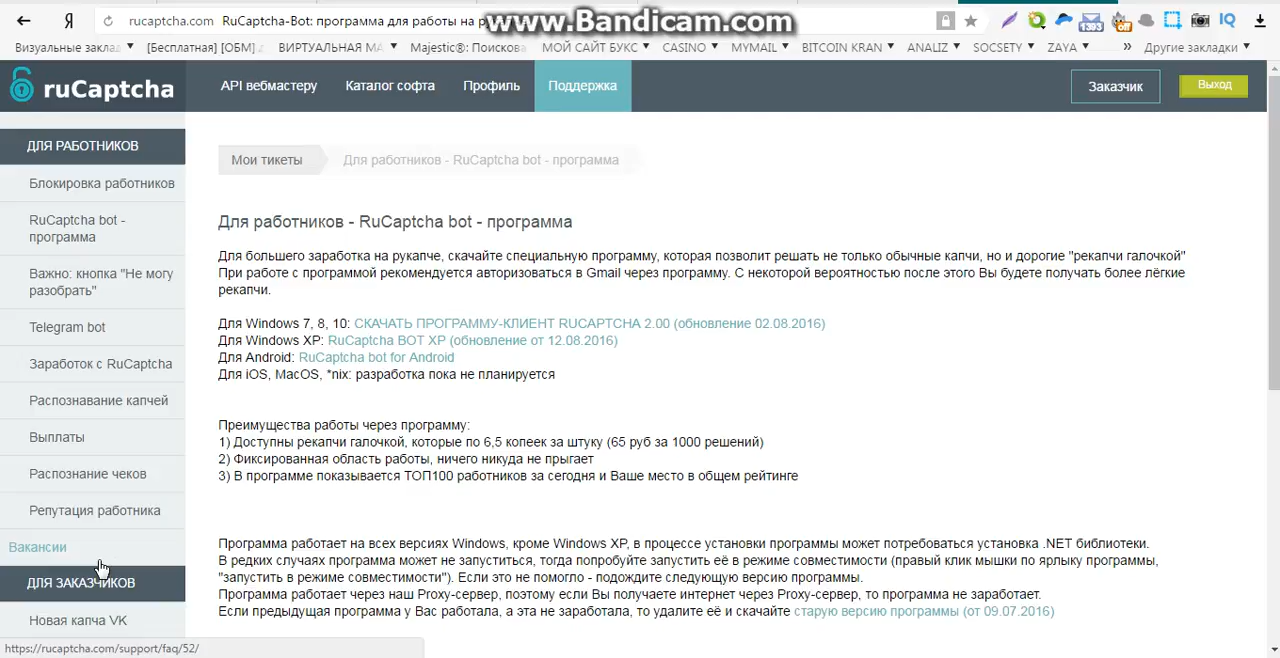 rucaptcha.com RuCaptcha-Bot: программа для работы на р
www.Bandicam.com
Визуальные заклад [Бесплатная] [ОБМ] ВИРТУАЛЬНАЯ МА Majestic®: Поискова МОЙ САЙТ БУКС CASINO MYMAIL BITCOIN KRAN ANALIZ SOCSETY ZAYA » Другие закладки
ruCaptcha API вебмастеру Каталог софта Профиль Поддержка Заказчик Выход
ДЛЯ РАБОТНИКОВ
Блокировка работников
RuCaptcha bot -
программа
Важно: кнопка "Не могу
разобрать"
Telegram bot
Заработок с RuCaptcha
Распознавание капчей
Выплаты
Распознание чеков
Репутация работника
Вакансии
ДЛЯ ЗАКАЗЧИКОВ
Новая капча VK
https://rucaptcha.com/support/faq/52/
Мои тикеты Для работников - RuCaptcha bot - программа
Для работников - RuCaptcha bot - программа
Для большего заработка на рукапче, скачайте специальную программу, которая позволит решать не только обычные капчи, но и дорогие "рекапчи галочкой"
При работе с программой рекомендуется авторизоваться в Gmail через программу. С некоторой вероятностью после этого Вы будете получать более лёгкие
рекапчи.
Для Windows 7, 8, 10: СКАЧАТЬ ПРОГРАММУ-КЛИЕНТ RUCAPTCHA 2.00 (обновление 02.08.2016)
Для Windows XP: RuCaptcha BOT XP (обновление от 12.08.2016)
Для Android: RuCaptcha bot for Android
Для iOS, MacOS, *nix: разработка пока не планируется
Преимущества работы через программу:
1) Доступны рекапчи галочкой, которые по 6,5 копеек за штуку (65 руб за 1000 решений)
2) Фиксированная область работы, ничего никуда не прыгает
3) В программе показывается ТОП100 работников за сегодня и Ваше место в общем рейтинге
Программа работает на всех версиях Windows, кроме Windows XP, в процессе установки программы может потребоваться установка .NET библиотеки.
В редких случаях программа может не запуститься, тогда попробуйте запустить её в режиме совместимости (правый клик мышки по ярлыку программы,
"запустить в режиме совместимости"). Если это не помогло - подождите следующую версию программы.
Программа работает через наш Proxy-сервер, поэтому если Вы получаете интернет через Proxy-сервер, то программа не заработает.
Если предыдущая программа у Вас работала, а эта не заработала, то удалите её и скачайте старую версию программы (от 09.07.2016)